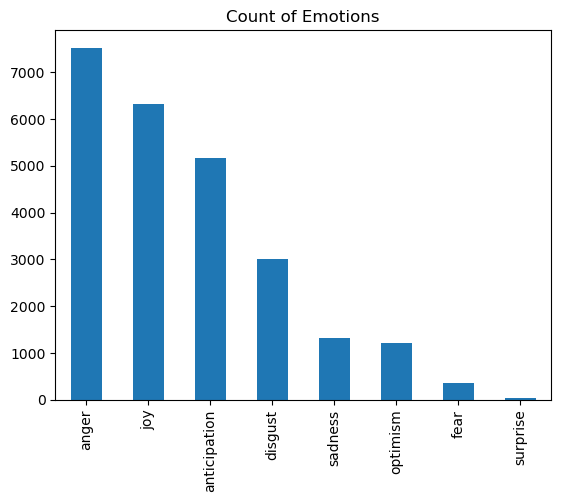 Count of Emotions
7000
6000
5000
4000
3000
2000
1000
0
anger
joy
anticipation
disgust
sadness
optimism
fear
surprise